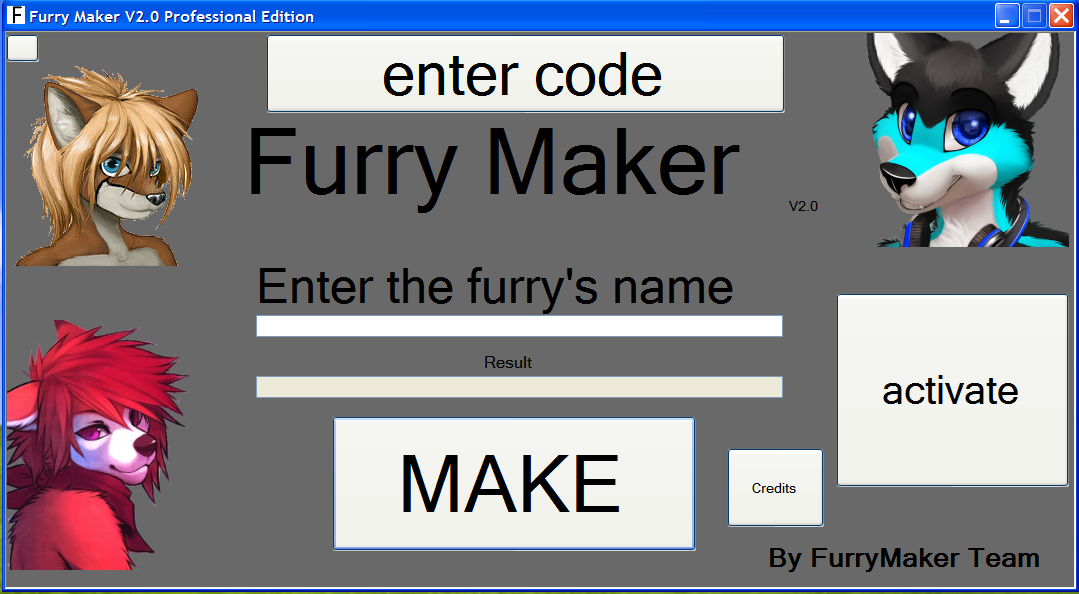 F Furry Maker V2.0 Professional Edition
enter code
Furry Maker
V2.0
Enter the furry's name
Result
activate
MAKE
Credits
By FurryMaker Team